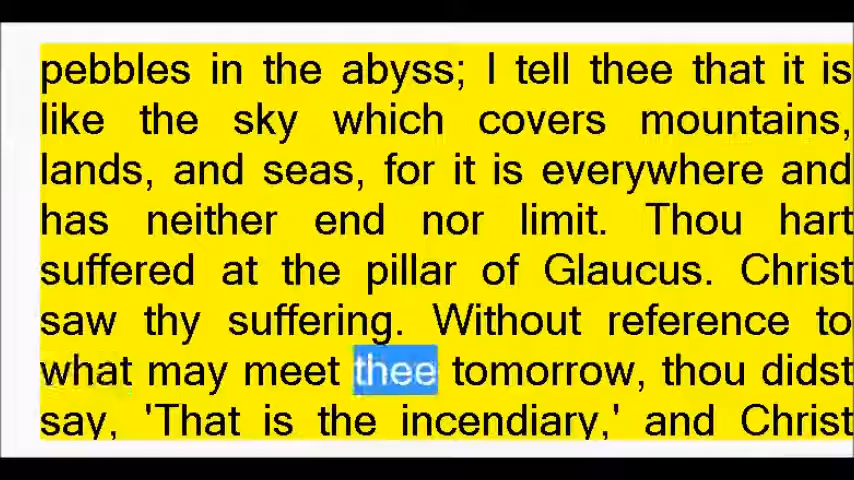 pebbles in the abyss; I tell thee that it is
like the sky which covers mountains,
lands, and seas, for it is everywhere and
has neither end nor limit. Thou hart
suffered at the pillar of Glaucus. Christ
saw thy suffering. Without reference to
what may meet thee tomorrow, thou didst
say, 'That is the incendiary,' and Christ